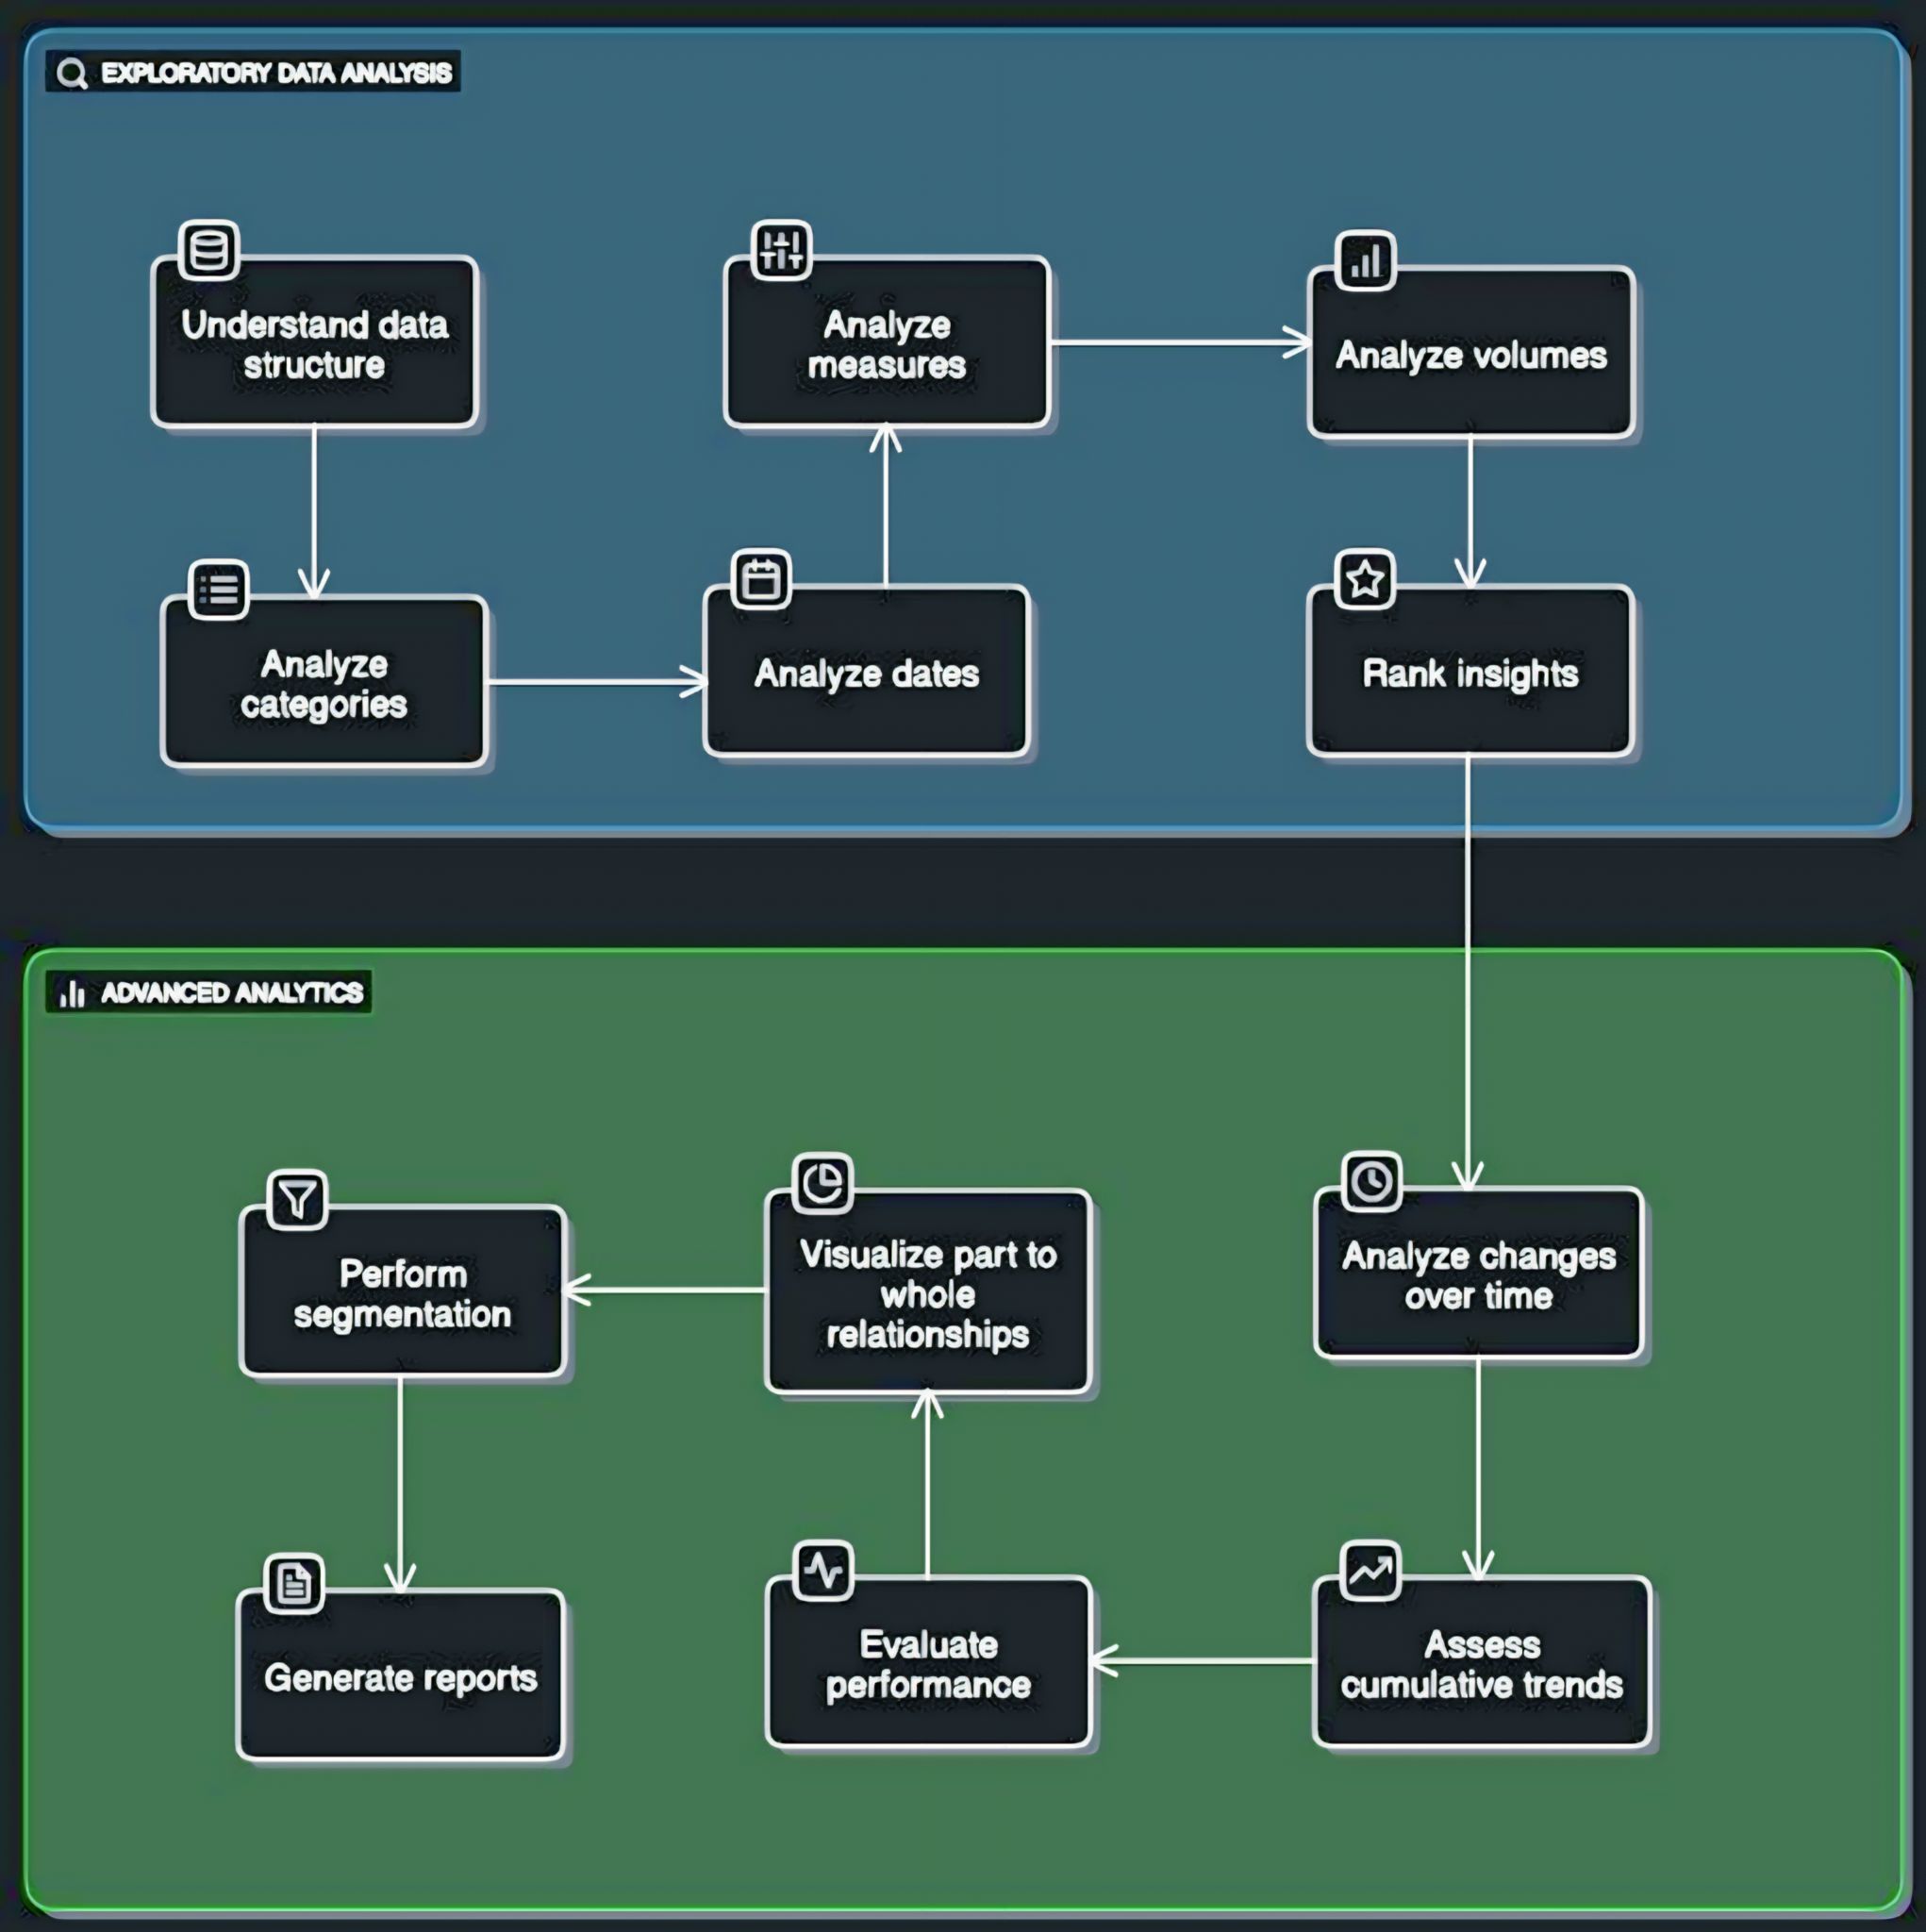 EXPLORATORY DATA ANALYSIS
Understand data
structure
Analyze
measures
Analyze volumes
Analyze
categories
Analyze dates
Rank insights
ADVANCED ANALYTICS
Perform
segmentation
Visualize part to
whole
relationships
Analyze changes
over time
Generate reports
Evaluate
performance
Assess
cumulative trends